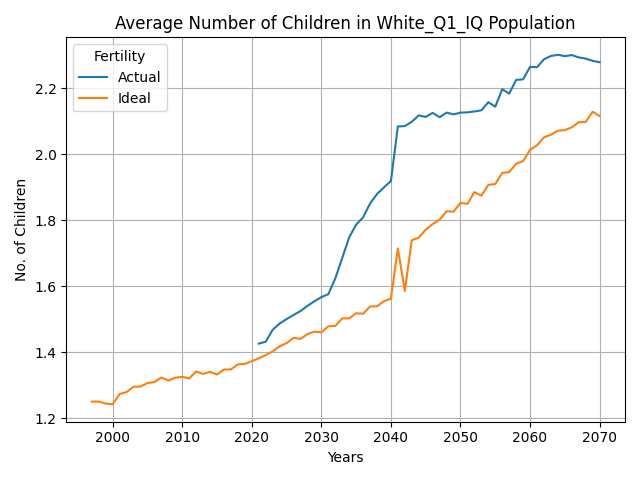 Average Number of Children in White_Q1_IQ Population
Fertility
Actual
Ideal
No. of Children
2.2
2.0
1.8
1.6
1.4
1.2
2000 2010 2020 2030 2040 2050 2060 2070
Years